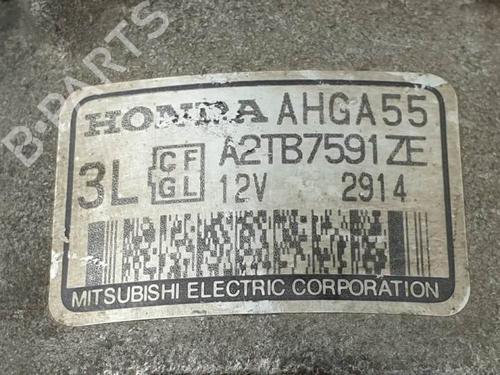 B-PARTS
HONDA AHGA55
3L CF GL A2TB7591ZE
12V 2914
MITSUBISHI ELECTRIC CORPORATION